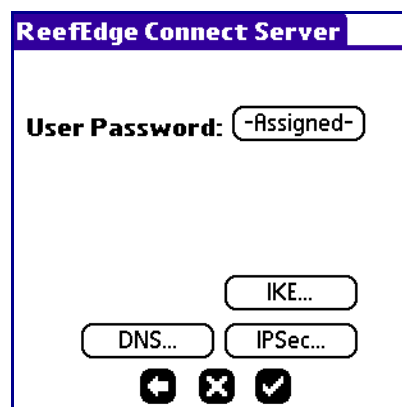 ReefEdge Connect Server
User Password: -Assigned-
IKE...
DNS... IPSec...